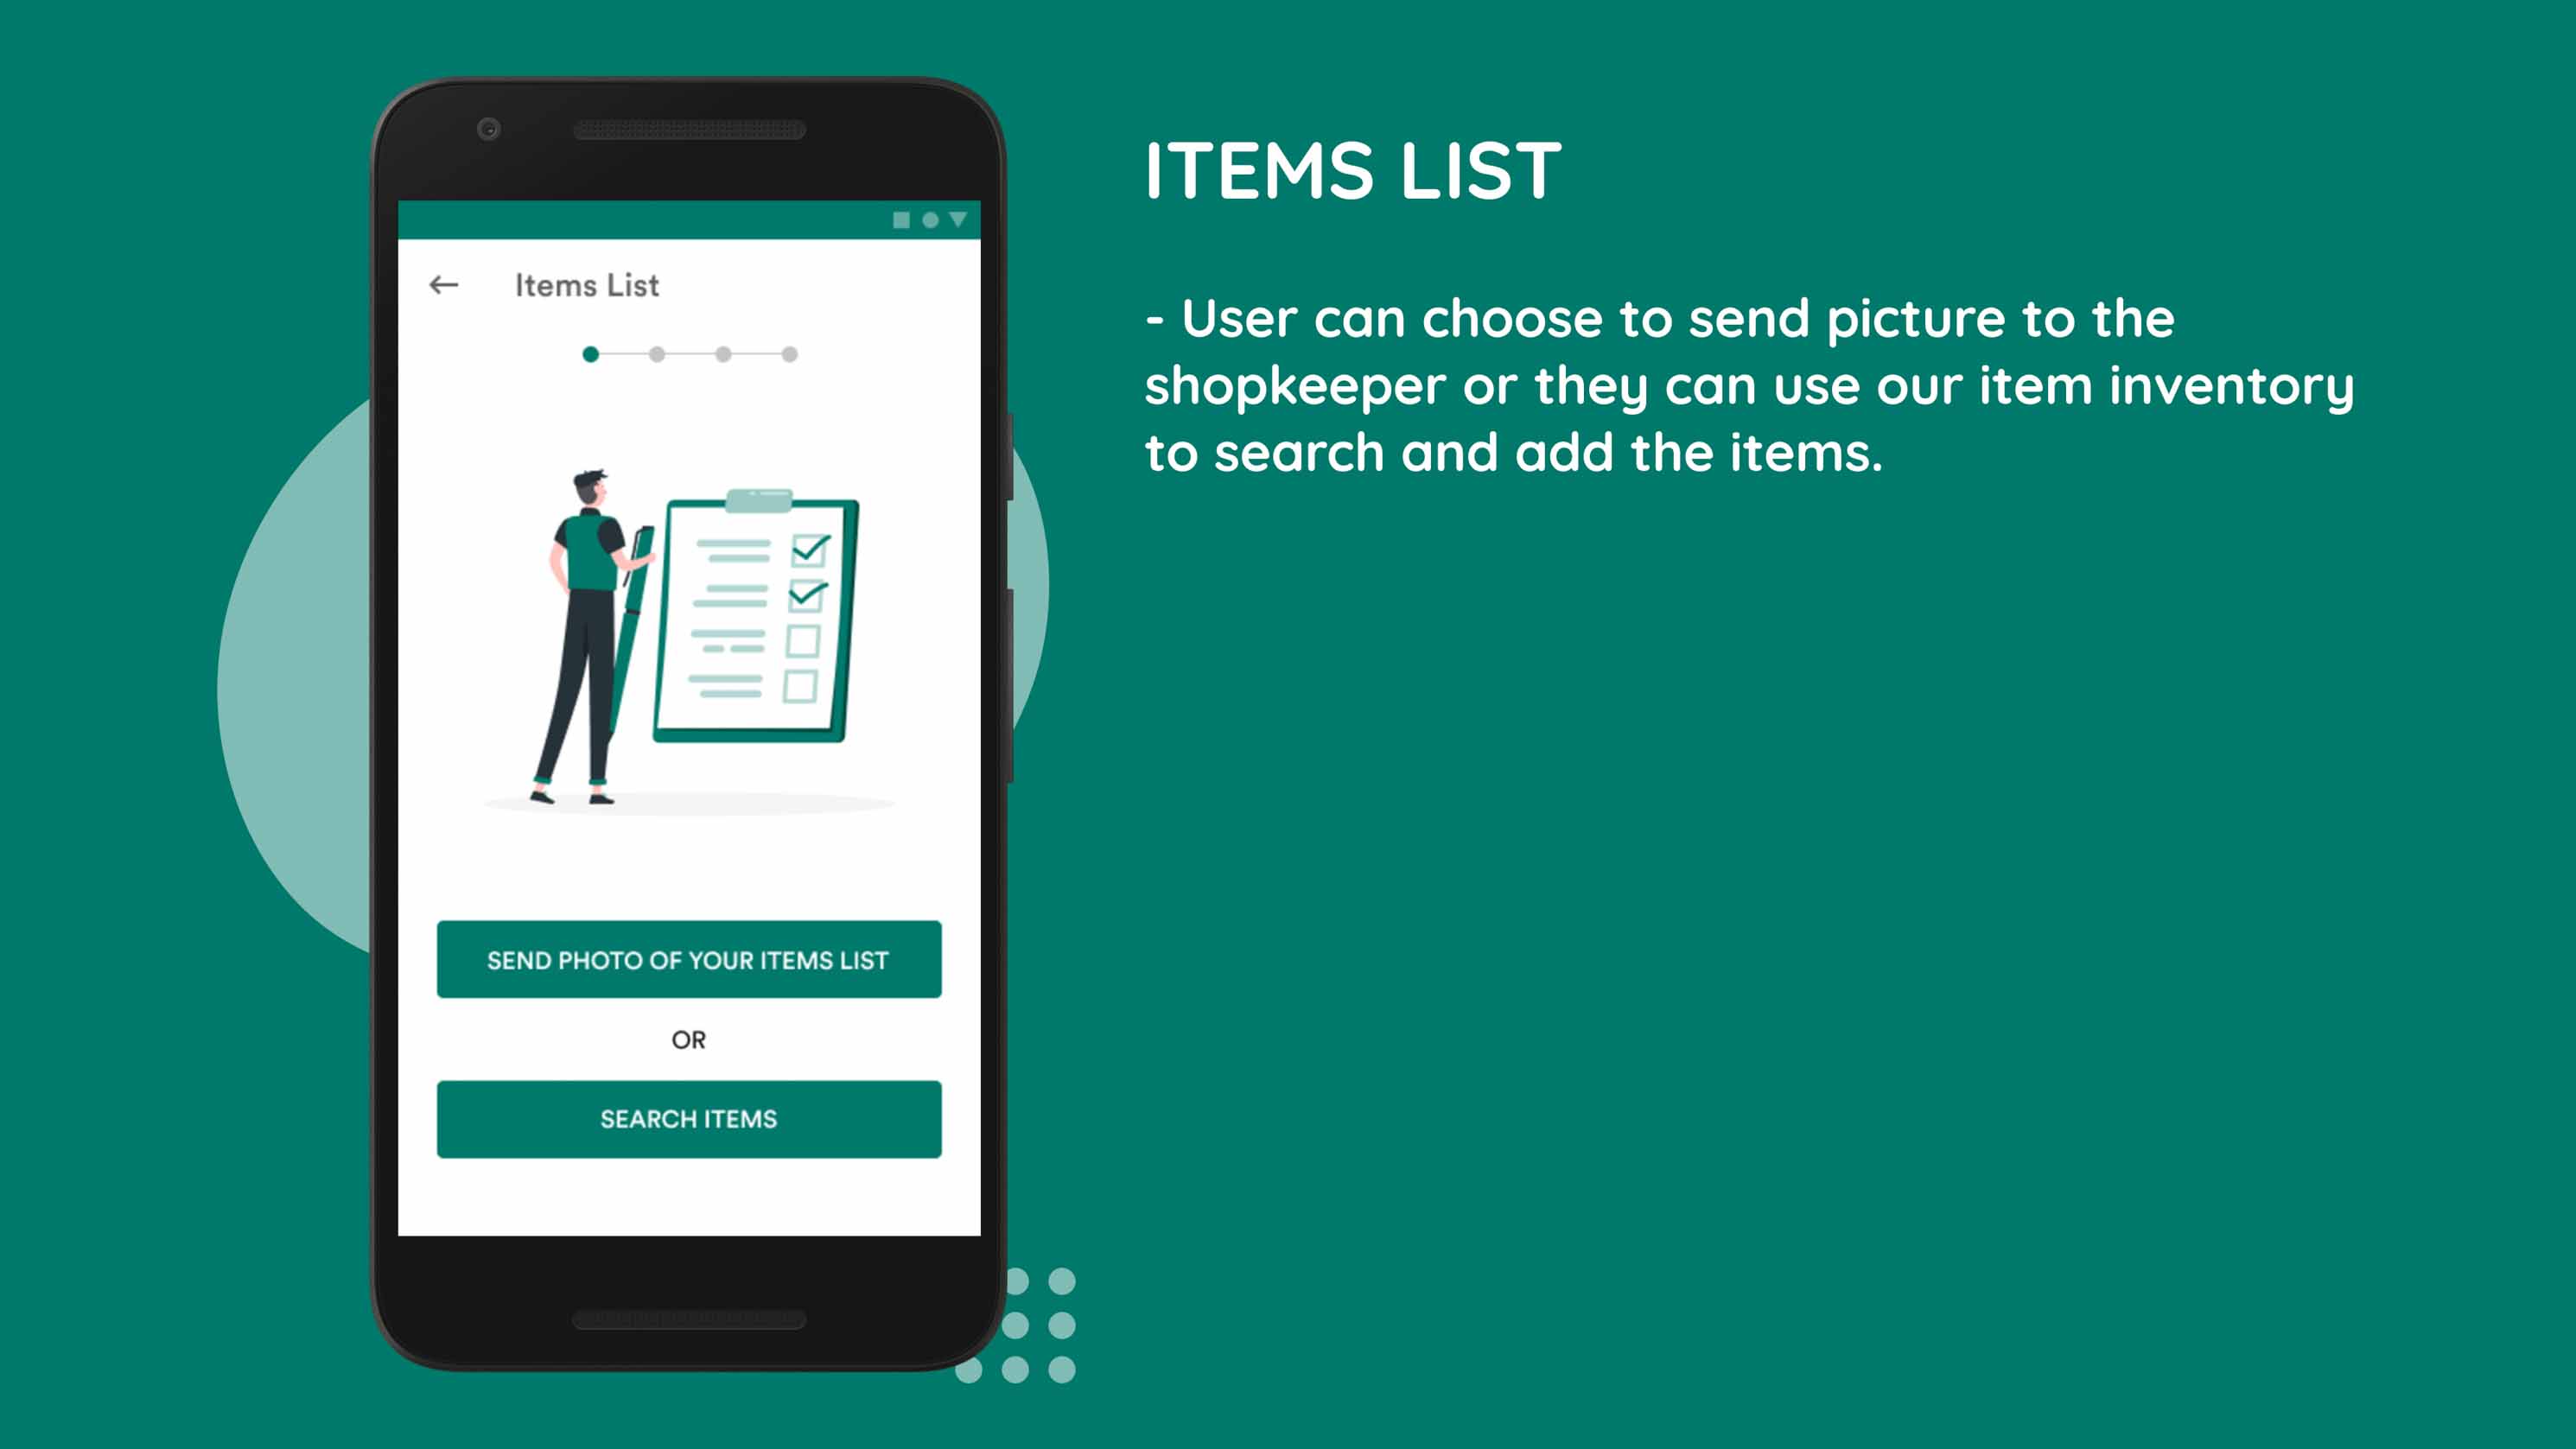 Items List
SEND PHOTO OF YOUR ITEMS LIST
OR
SEARCH ITEMS
ITEMS LIST
- User can choose to send picture to the
shopkeeper or they can use our item inventory
to search and add the items.